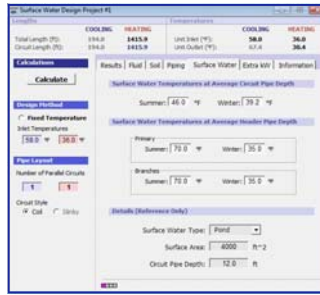 Surface Water Design Project #1
Lengths
Temperatures
COOLING HEATING
COOLING HEATING
Total Length (ft): 194.0 1415.9
Unit Inlet (°F): 58.0 36.0
Circuit Length (ft): 194.0 1415.9
Unit Outlet (°F): 67.4 30.4
Calculations
Calculate
Design Method
Fixed Temperature
Inlet Temperatures
58.0 °F 36.0 °F
Pipe Layout
Number of Parallel Circuits
1 1
Circuit Style
Coil Slinky
Results Fluid Soil Piping Surface Water Extra kW Information
Surface Water Temperatures at Average Circuit Pipe Depth
Summer: 46.0 °F Winter: 39.2 °F
Surface Water Temperatures at Average Header Pipe Depth
Primary
Summer: 70.0 °F Winter: 35.0 °F
Branches
Summer: 70.0 °F Winter: 35.0 °F
Details (Reference Only)
Surface Water Type: Pond
Surface Area: 4000 ft^2
Circuit Pipe Depth: 12.0 ft